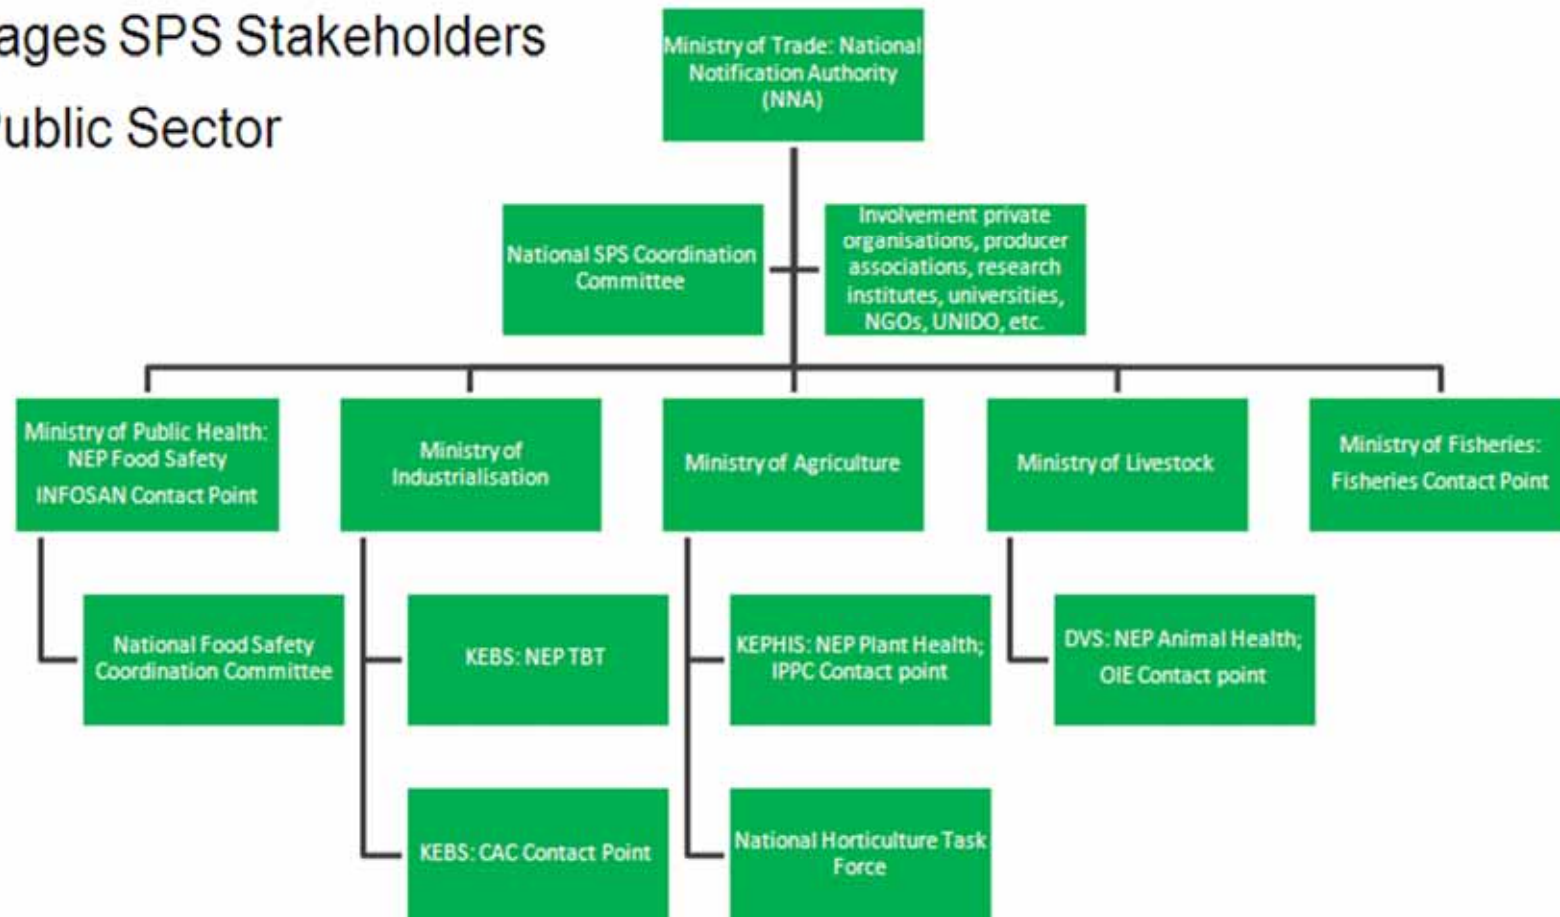 ages SPS Stakeholders
Public Sector
Ministry of Trade: National
Notification Authority
(NNA)
National SPS Coordination
Committee
Involvement private
organisations, producer
associations, research
institutes, universities,
NGOs, UNIDO, etc.
Ministry of Public Health:
NEP Food Safety
INFOSAN Contact Point
Ministry of
Industrialisation
Ministry of Agriculture
Ministry of Livestock
Ministry of Fisheries:
Fisheries Contact Point
National Food Safety
Coordination Committee
KEBS: NEP TBT
KEPHIS: NEP Plant Health;
IPPC Contact point
DVS: NEP Animal Health;
OIE Contact point
KEBS: CAC Contact Point
National Horticulture Task
Force